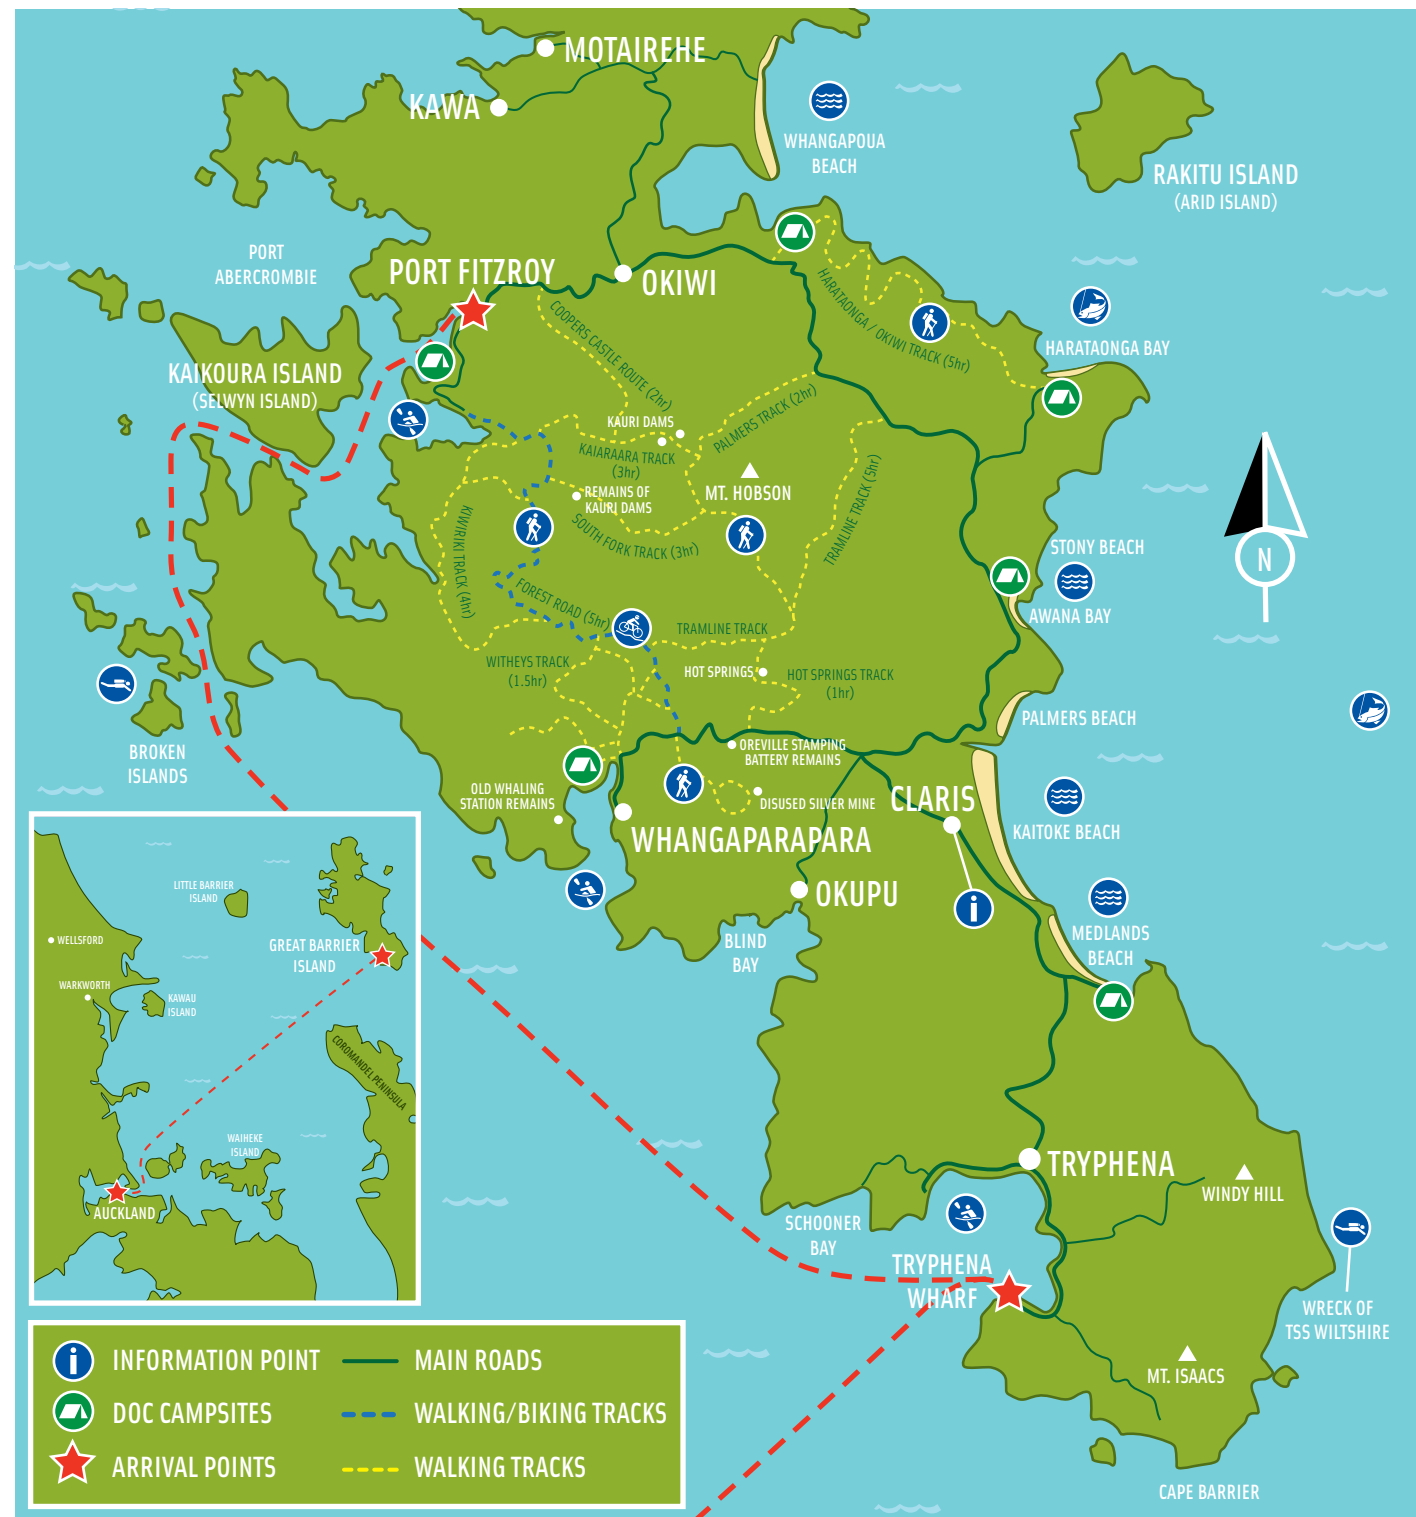 MOTAIREHE
KAWA
WHANGAPOUA
BEACH
RAKITU ISLAND
(ARID ISLAND)
PORT
ABERCROMBIE
PORT FITZROY
OKIWI
HARATAONGA / OKIWI TRACK (5hr)
COOPERS CASTLE ROUTE (2hr)
HARATAONGA BAY
KAIKOURA ISLAND
(SELWYN ISLAND)
KAURI DAMS
PALMERS TRACK (2hr)
KAIARAARA TRACK
(3hr)
MT. HOBSON
REMAINS OF
KAURI DAMS
TRAMLINE TRACK (5hr)
KIWIRIKI TRACK (4hr)
SOUTH FORK TRACK (3hr)
N
STONY BEACH
AWANA BAY
FOREST ROAD (5hr)
TRAMLINE TRACK
WITHEYS TRACK
(1.5hr)
HOT SPRINGS
HOT SPRINGS TRACK
(1hr)
PALMERS BEACH
BROKEN
ISLANDS
OREVILLE STAMPING
BATTERY REMAINS
OLD WHALING
STATION REMAINS
DISUSED SILVER MINE
CLARIS
KAITOKE BEACH
WHANGAPARAPARA
OKUPU
i
BLIND
BAY
MEDLANDS
BEACH
LITTLE BARRIER
ISLAND
WELLSFORD
GREAT BARRIER
ISLAND
WARKWORTH
KAWAU
ISLAND
COROMANDEL PENINSULA
WAIHEKE
ISLAND
AUCKLAND
TRYPHENA
WINDY HILL
SCHOONER
BAY
TRYPHENA
WHARF
WRECK OF
TSS WILTSHIRE
MT. ISAACS
CAPE BARRIER
i INFORMATION POINT
MAIN ROADS
DOC CAMPSITES
WALKING/BIKING TRACKS
ARRIVAL POINTS
WALKING TRACKS